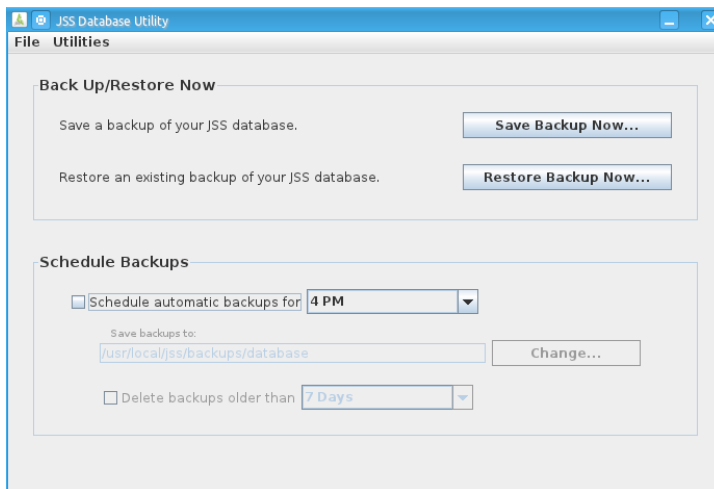 JSS Database Utility
File Utilities
Back Up/Restore Now
Save a backup of your JSS database. Save Backup Now...
Restore an existing backup of your JSS database. Restore Backup Now...
Schedule Backups
Schedule automatic backups for 4 PM
Save backups to:
/usr/local/jss/backups/database Change...
Delete backups older than 7 Days